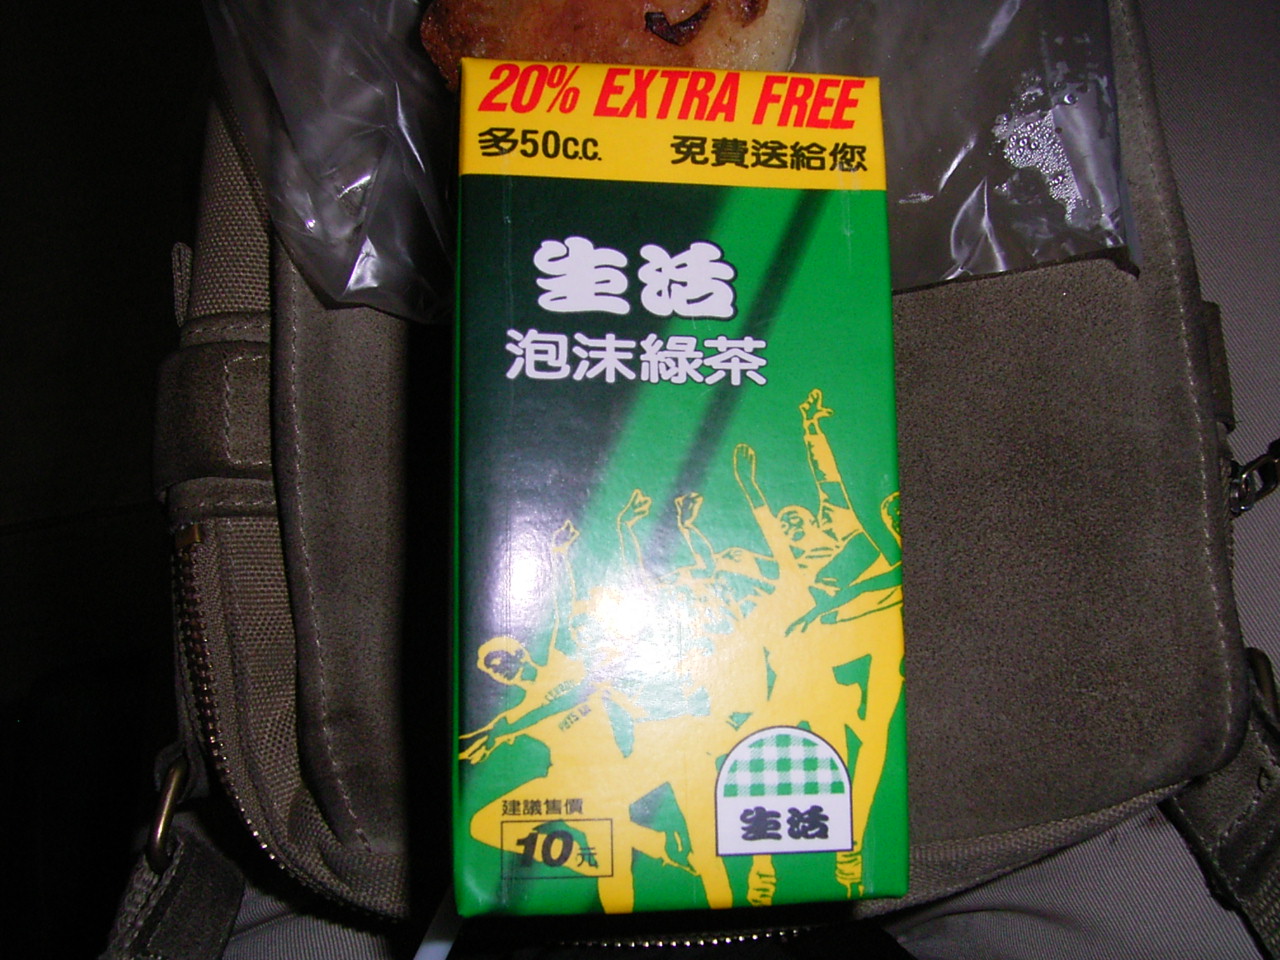 20% EXTRA FREE
多50C.C. 免費送給您
生活
泡沫綠茶
建議售價
10元
生活